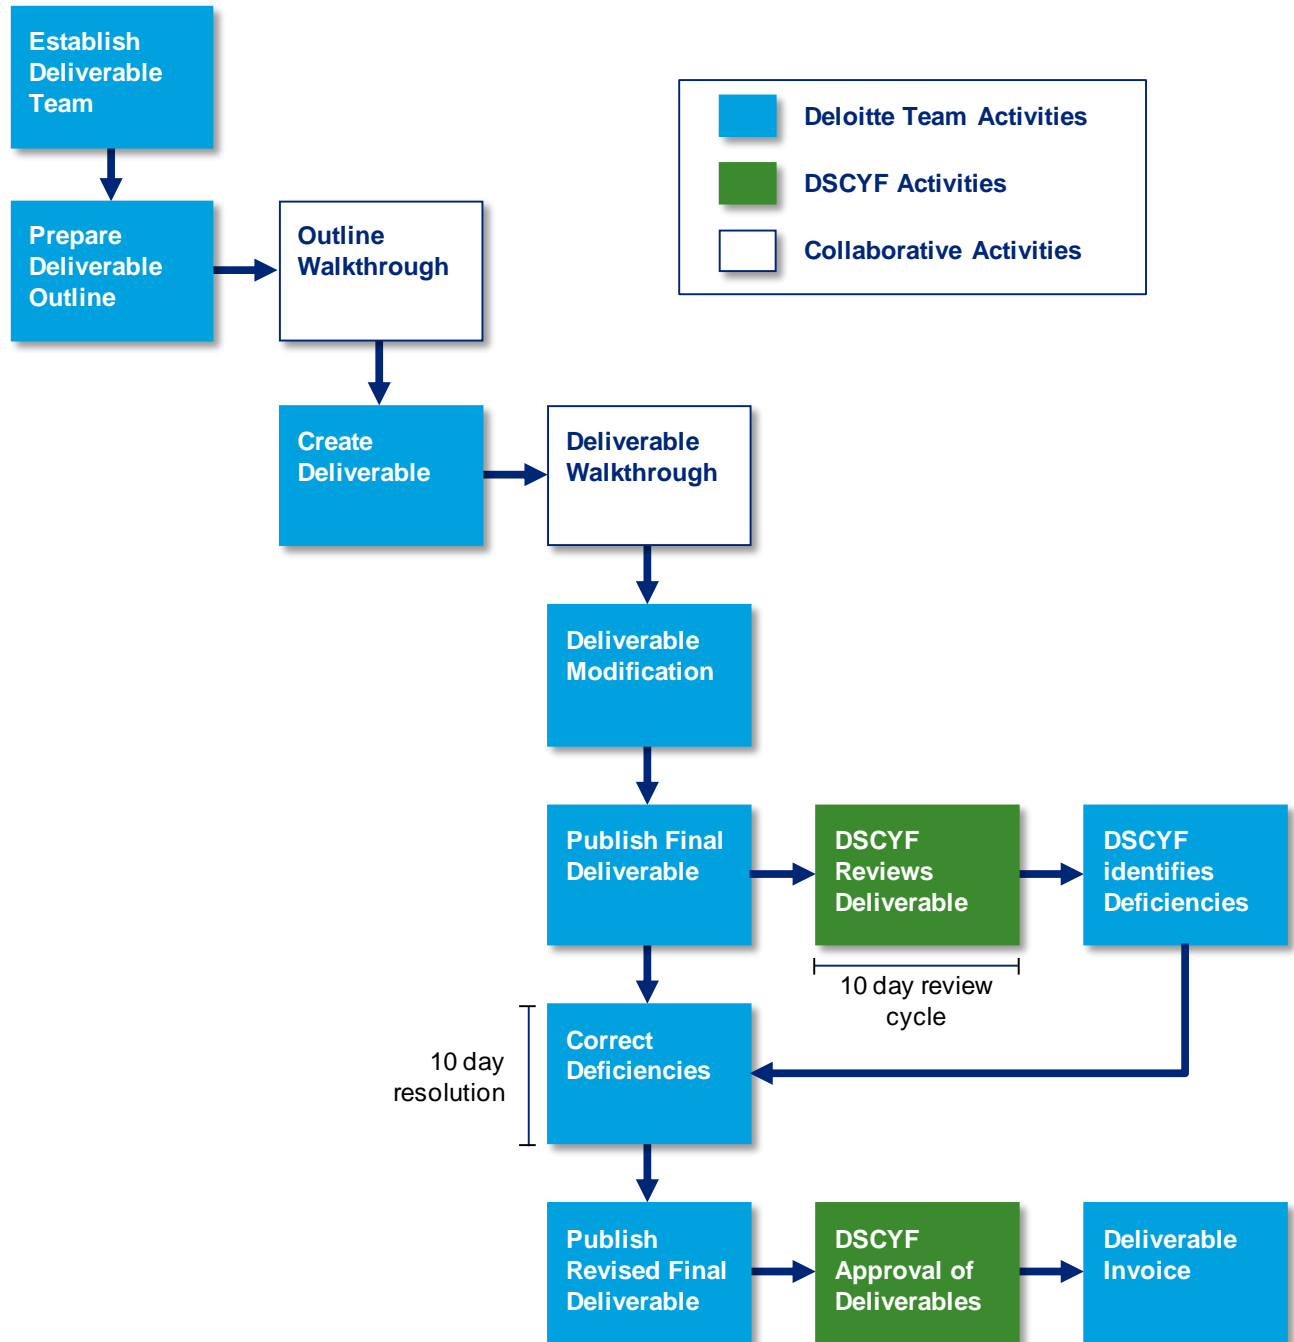 Establish
Deliverable
Team
Deloitte Team Activities
DSCYF Activities
Collaborative Activities
Prepare
Deliverable
Outline
Outline
Walkthrough
Create
Deliverable
Deliverable
Walkthrough
Deliverable
Modification
Publish Final
Deliverable
DSCYF
Reviews
Deliverable
DSCYF
identifies
Deficiencies
10 day review
cycle
10 day
resolution
Correct
Deficiencies
Publish
Revised Final
Deliverable
DSCYF
Approval of
Deliverables
Deliverable
Invoice